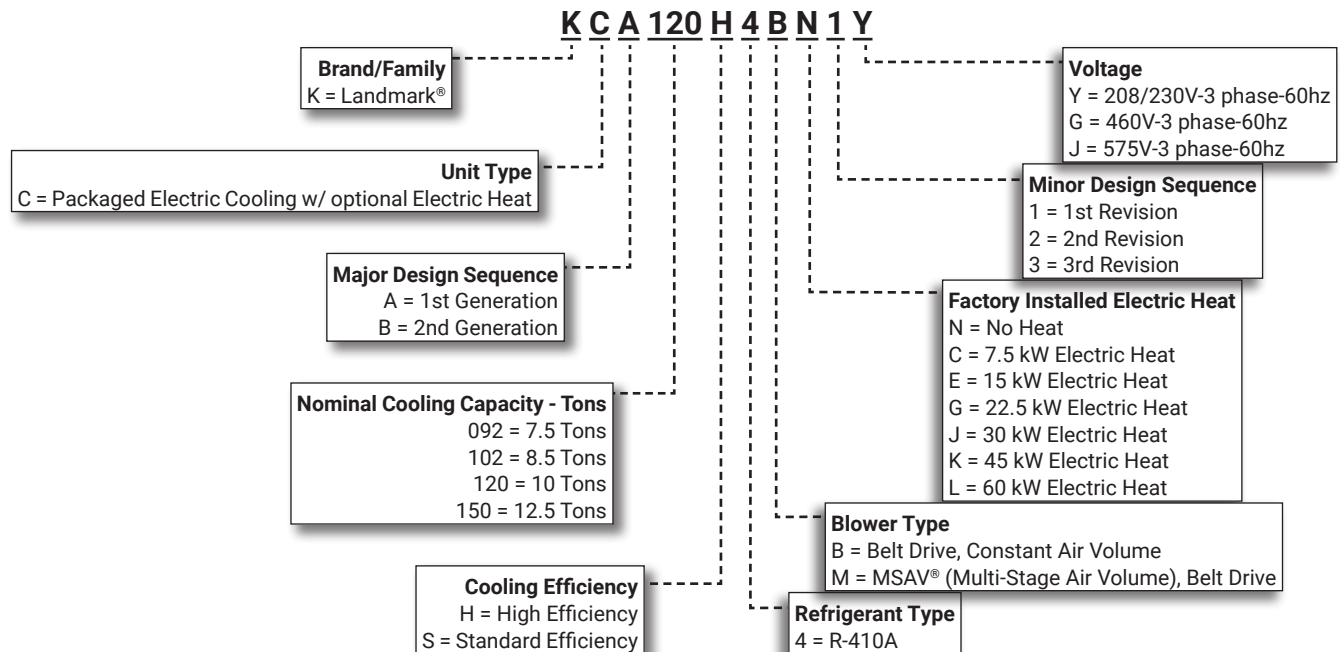 K C A 120 H 4 B N 1 Y
Brand/Family
K = Landmark®
Unit Type
C = Packaged Electric Cooling w/ optional Electric Heat
Major Design Sequence
A = 1st Generation
B = 2nd Generation
Nominal Cooling Capacity - Tons
092 = 7.5 Tons
102 = 8.5 Tons
120 = 10 Tons
150 = 12.5 Tons
Cooling Efficiency
H = High Efficiency
S = Standard Efficiency
Voltage
Y = 208/230V-3 phase-60hz
G = 460V-3 phase-60hz
J = 575V-3 phase-60hz
Minor Design Sequence
1 = 1st Revision
2 = 2nd Revision
3 = 3rd Revision
Factory Installed Electric Heat
N = No Heat
C = 7.5 kW Electric Heat
E = 15 kW Electric Heat
G = 22.5 kW Electric Heat
J = 30 kW Electric Heat
K = 45 kW Electric Heat
L = 60 kW Electric Heat
Blower Type
B = Belt Drive, Constant Air Volume
M = MSAV® (Multi-Stage Air Volume), Belt Drive
Refrigerant Type
4 = R-410A